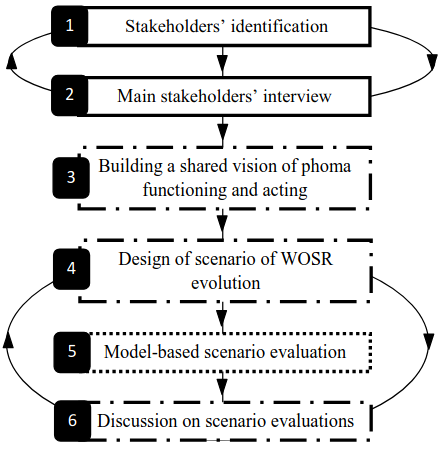 1 Stakeholders’ identification
2 Main stakeholders’ interview
3 Building a shared vision of phoma
functioning and acting
4 Design of scenario of WOSR
evolution
5 Model-based scenario evaluation
6 Discussion on scenario evaluations